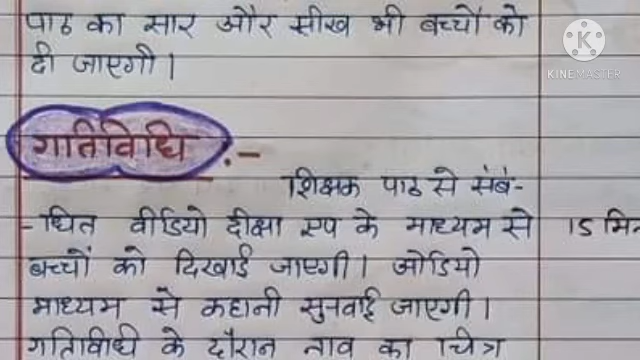 पाठ का सार और सीख भी बच्चों को
दी जाएगी।
गतिविधि :-
शिक्षक पाठ से संबं-
-धित वीडियो दीक्षा एप के माध्यम से 15 मि
बच्चों को दिखाई जाएगी। ओडियो
माध्यम से कहानी सुनवाई जाएगी।
गतिविधी के दौरान नाव का चित्र
KINEMASTER